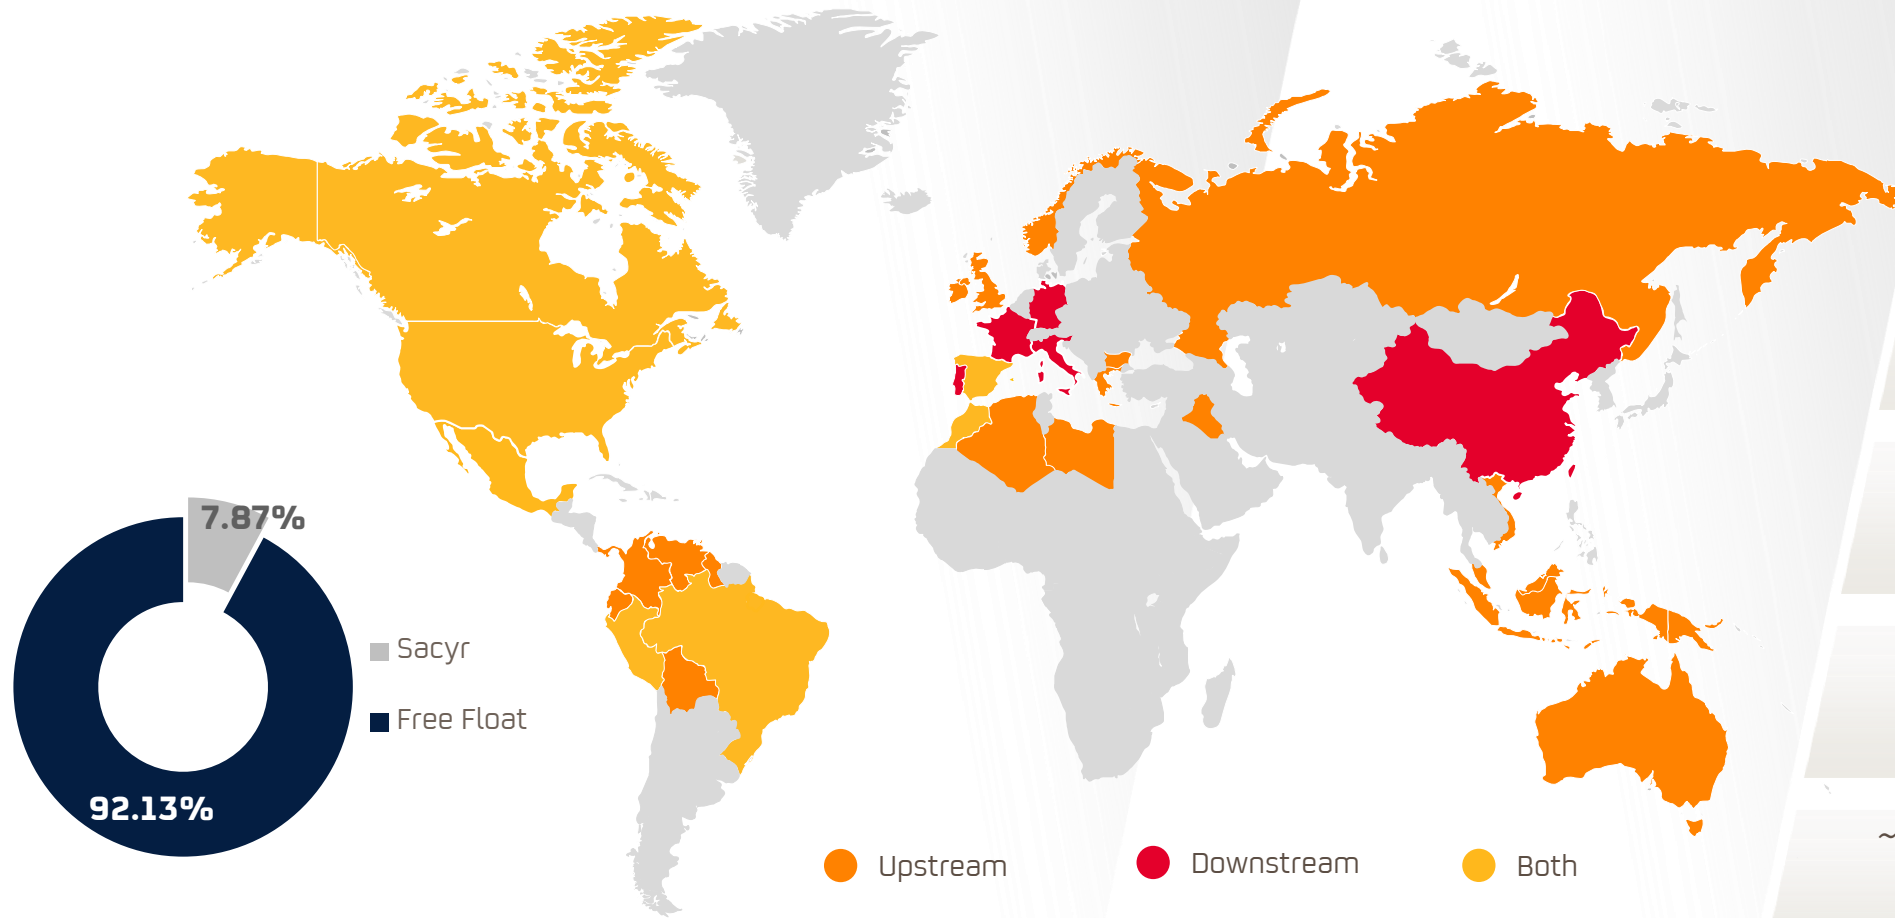 7.87%
Sacyr
Free Float
92.13%
~
Upstream
Downstream
Both